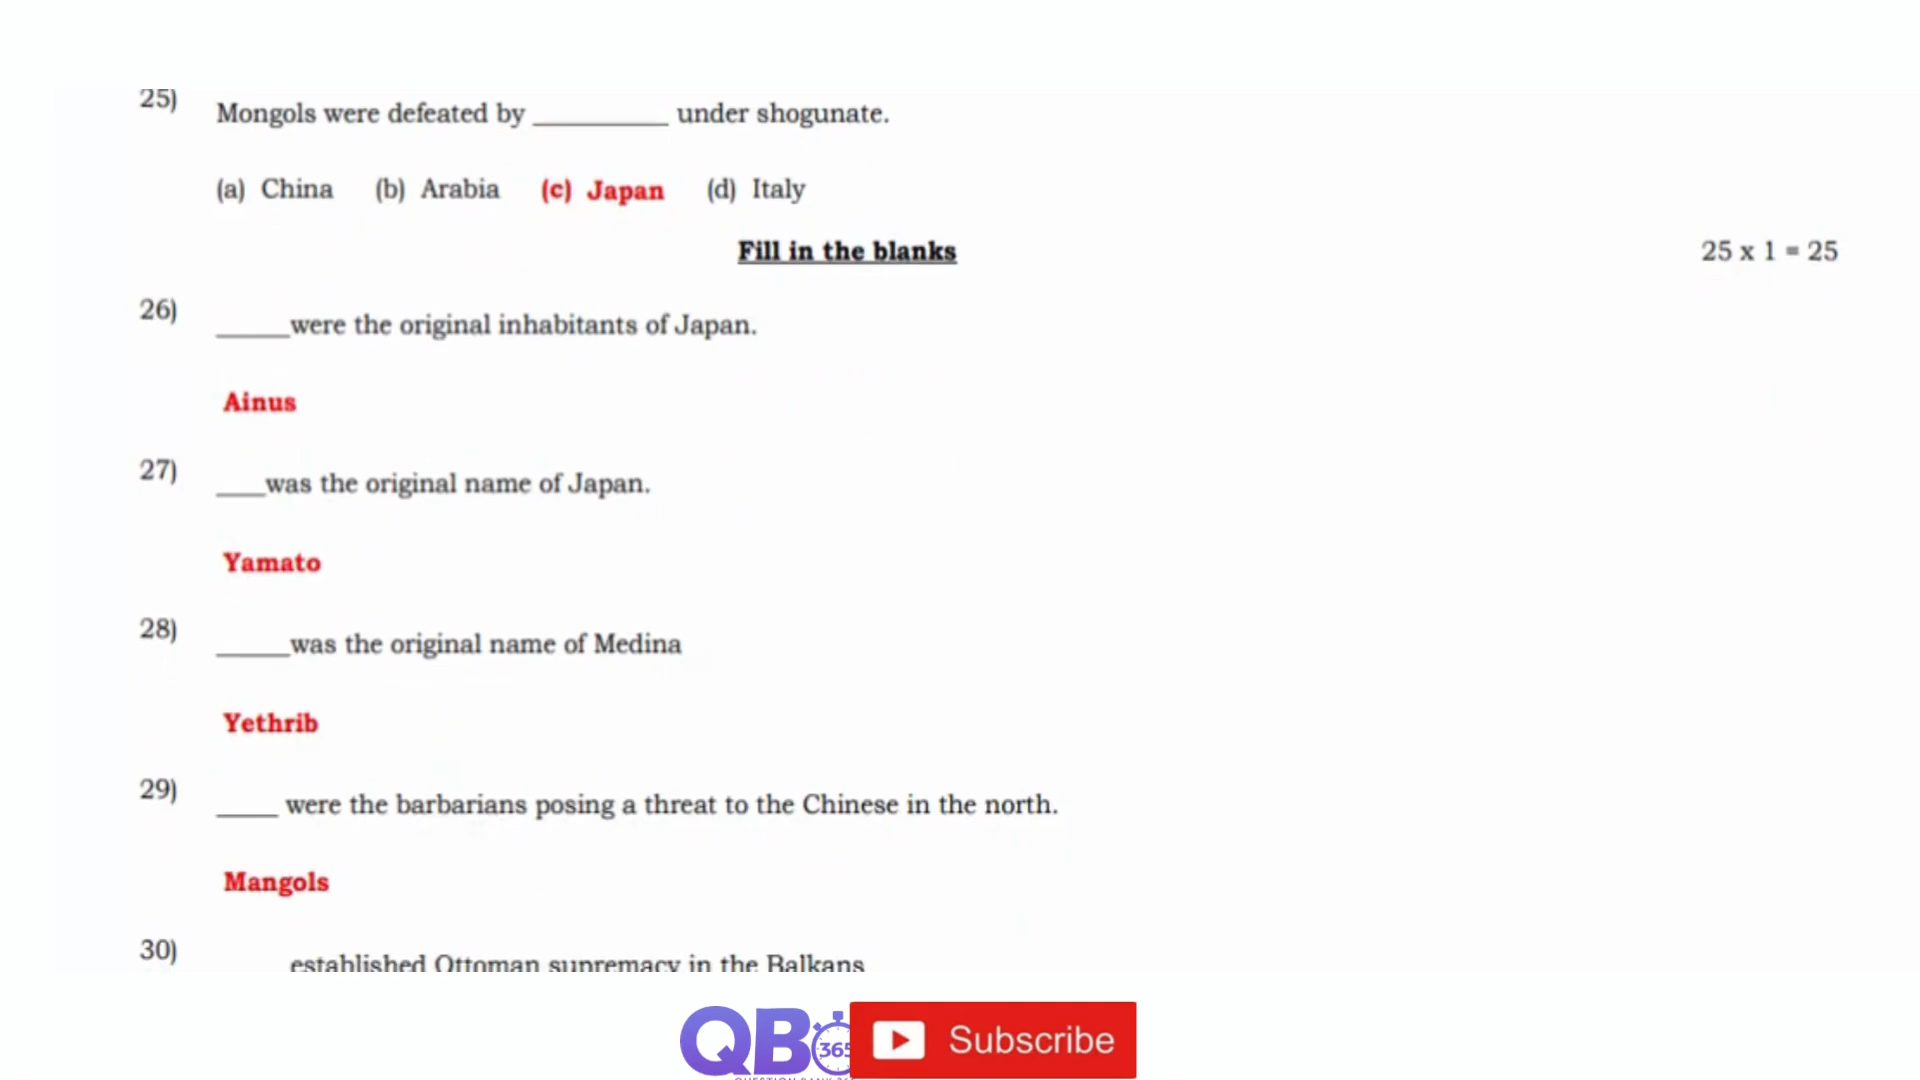 25)
Mongols were defeated by __________ under shogunate.
(a) China (b) Arabia (c) Japan (d) Italy
Fill in the blanks 25 x 1 = 25
26)
______were the original inhabitants of Japan.
Ainus
27)
____was the original name of Japan.
Yamato
28)
______was the original name of Medina
Yethrib
29)
_____ were the barbarians posing a threat to the Chinese in the north.
Mangols
30)
established Ottoman supremacy in the Balkans
QB 365 Subscribe